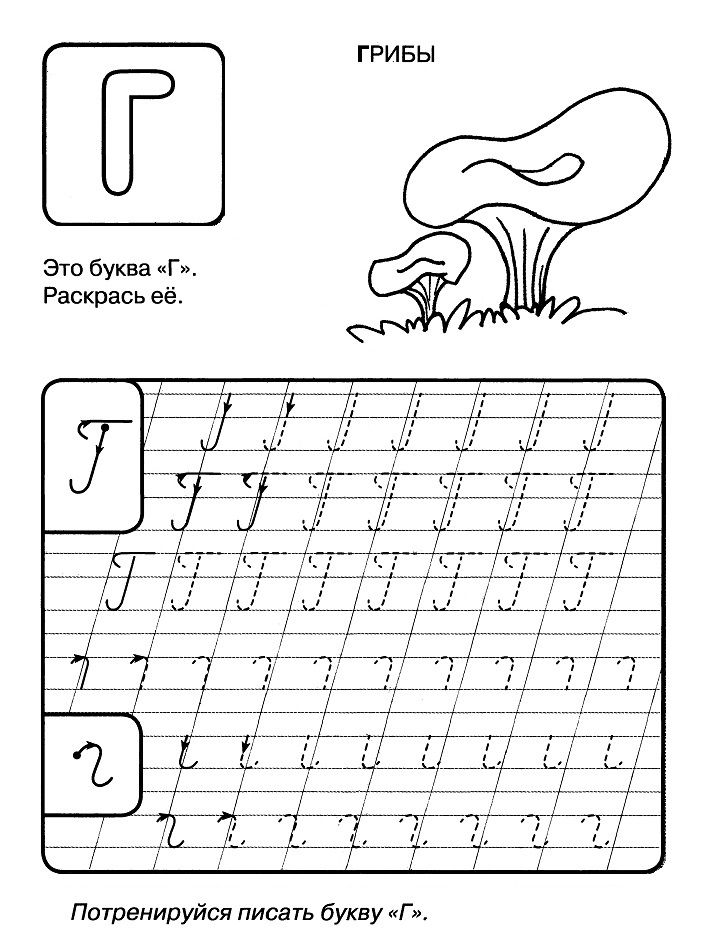 ГРИБЫ
Г
Это буква «Г».
Раскрась её.
Г
Г Г Г Г Г Г Г Г
г
г г г г г г г г
Потренируйся писать букву «Г».